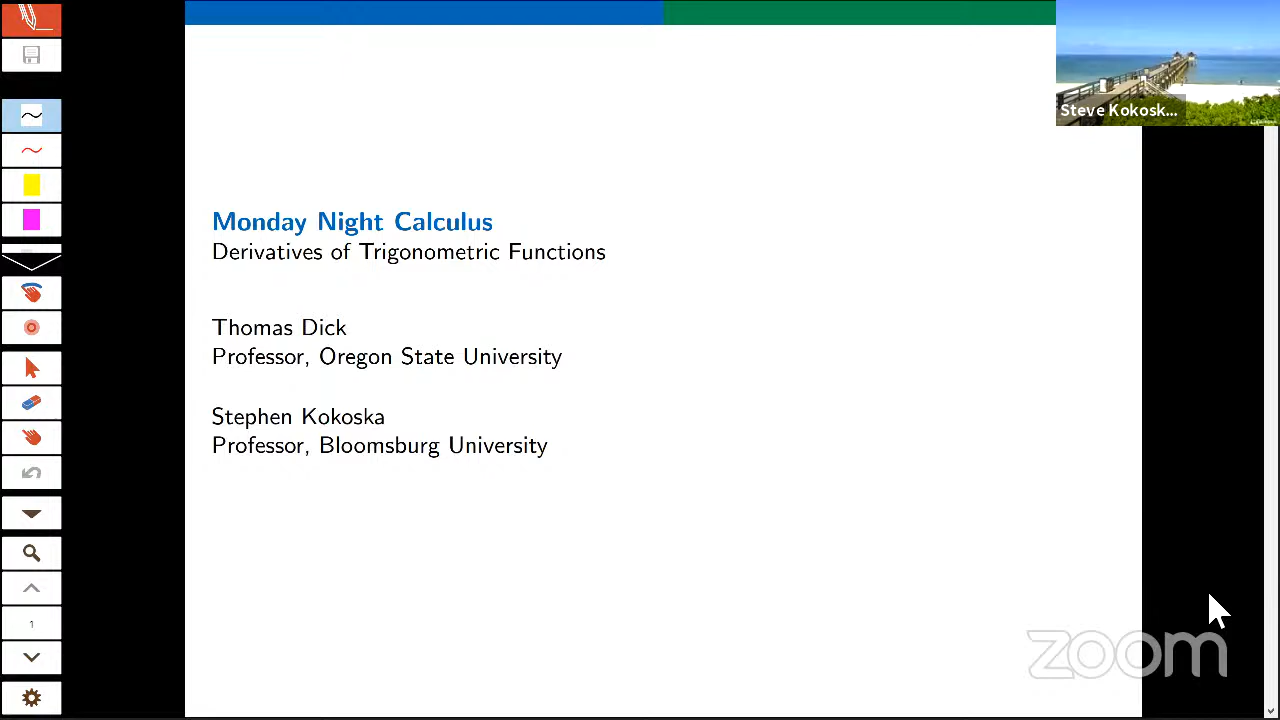 Steve Kokosk...
Monday Night Calculus
Derivatives of Trigonometric Functions
Thomas Dick
Professor, Oregon State University
Stephen Kokoska
Professor, Bloomsburg University
1
zoom